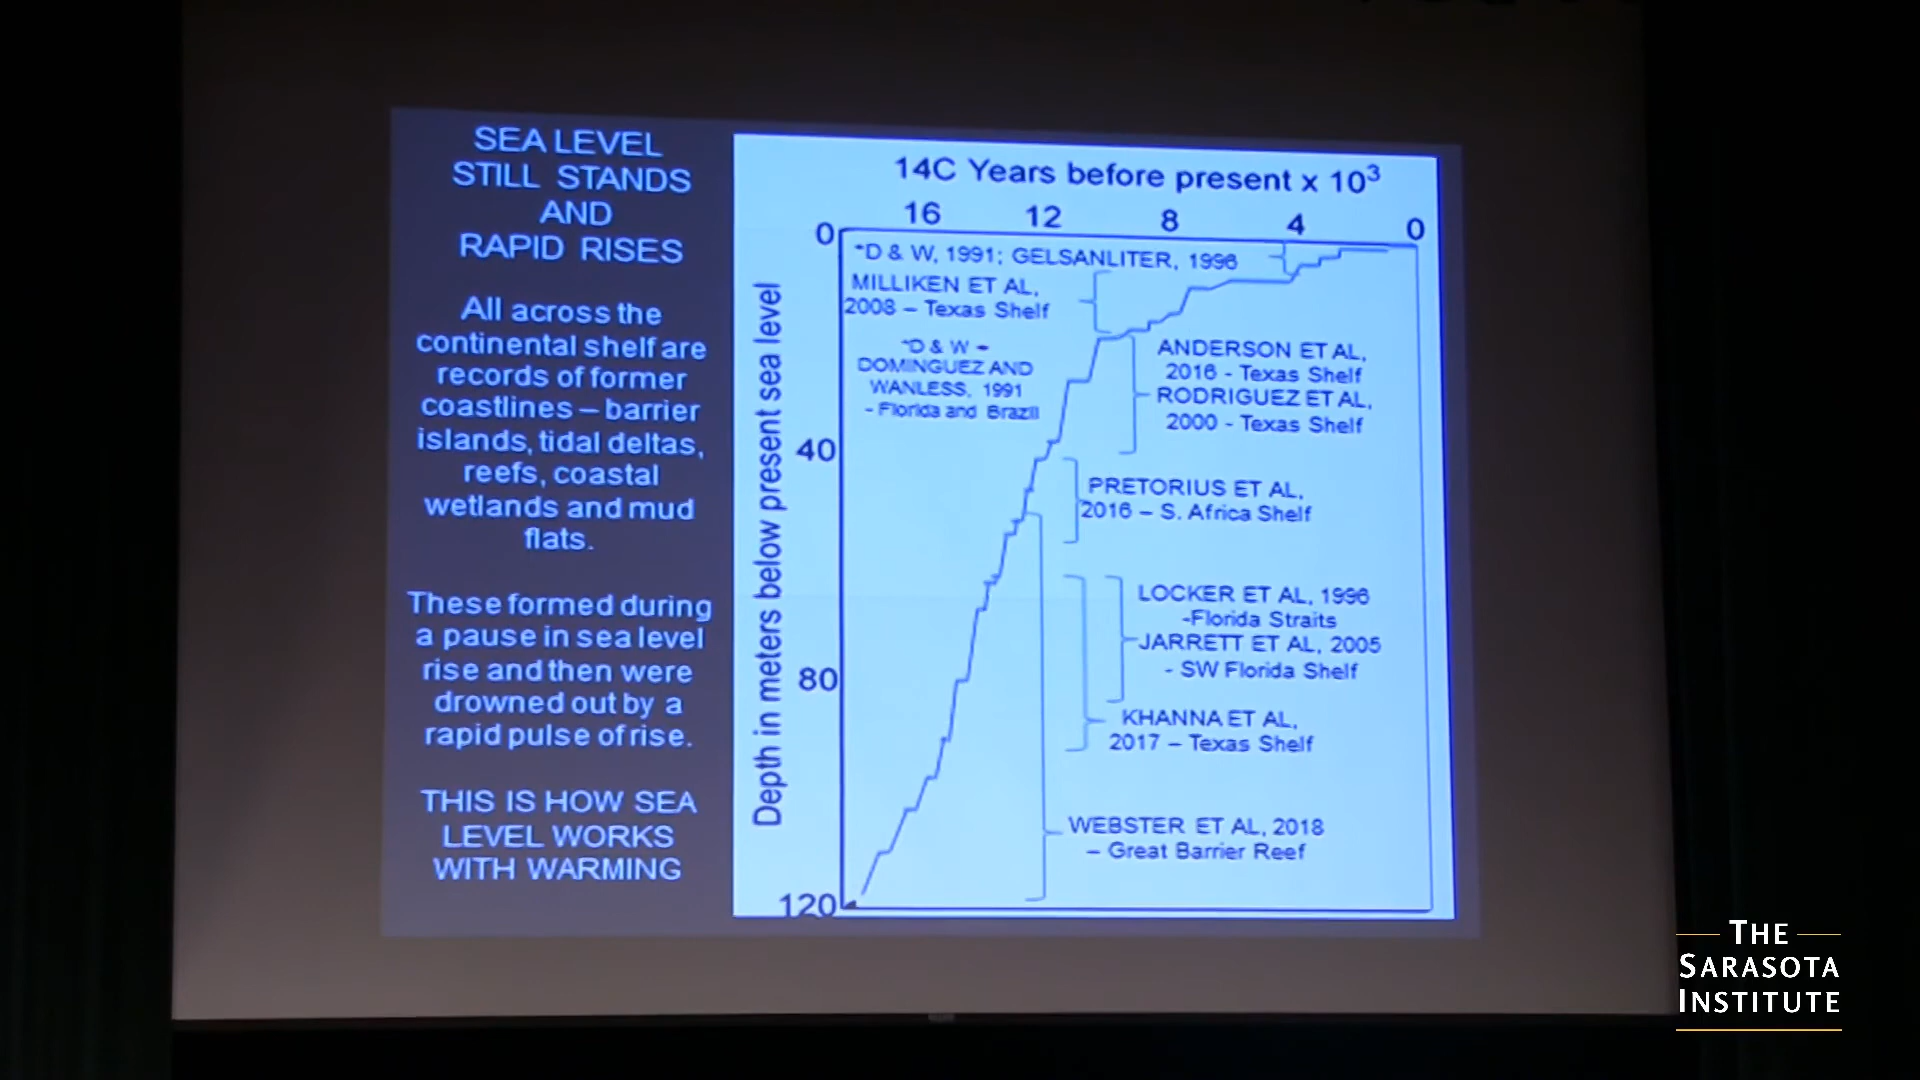 SEA LEVEL
STILL STANDS
AND
RAPID RISES
All across the
continental shelf are
records of former
coastlines – barrier
islands, tidal deltas,
reefs, coastal
wetlands and mud
flats.
These formed during
a pause in sea level
rise and then were
drowned out by a
rapid pulse of rise.
THIS IS HOW SEA
LEVEL WORKS
WITH WARMING
14C Years before present x 10³
16 12 8 4 0
0
40
80
120
Depth in meters below present sea level
*D & W, 1991; GELSANLITER, 1996
MILLIKEN ET AL,
2008 – Texas Shelf
*D & W =
DOMINGUEZ AND
WANLESS, 1991
- Florida and Brazil
ANDERSON ET AL,
2016 - Texas Shelf
RODRIGUEZ ET AL,
2000 - Texas Shelf
PRETORIUS ET AL,
2016 – S. Africa Shelf
LOCKER ET AL, 1996
-Florida Straits
JARRETT ET AL, 2005
- SW Florida Shelf
KHANNA ET AL,
2017 – Texas Shelf
WEBSTER ET AL, 2018
– Great Barrier Reef
THE
SARASOTA
INSTITUTE